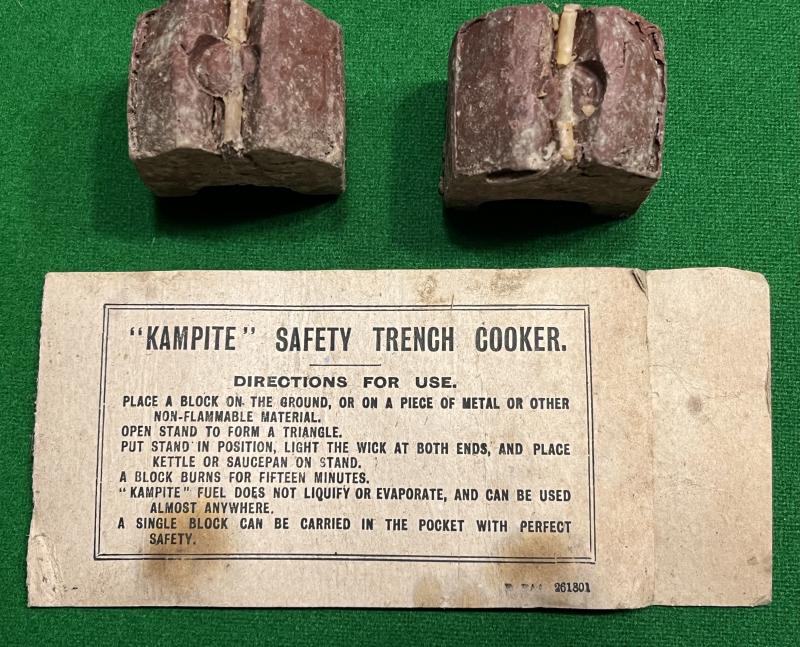 "KAMPITE" SAFETY TRENCH COOKER.
DIRECTIONS FOR USE.
PLACE A BLOCK ON THE GROUND, OR ON A PIECE OF METAL OR OTHER
NON-FLAMMABLE MATERIAL.
OPEN STAND TO FORM A TRIANGLE.
PUT STAND IN POSITION, LIGHT THE WICK AT BOTH ENDS, AND PLACE
KETTLE OR SAUCEPAN ON STAND.
A BLOCK BURNS FOR FIFTEEN MINUTES.
"KAMPITE" FUEL DOES NOT LIQUIFY OR EVAPORATE, AND CAN BE USED
ALMOST ANYWHERE.
A SINGLE BLOCK CAN BE CARRIED IN THE POCKET WITH PERFECT
SAFETY.
261301